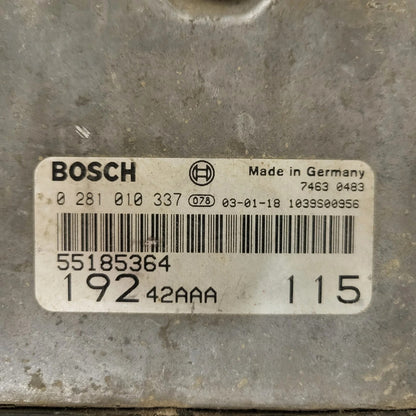 BOSCH Made in Germany
7463 0483
0 281 010 337 078 03-01-18 1039S00956
55185364
192 42AAA 115